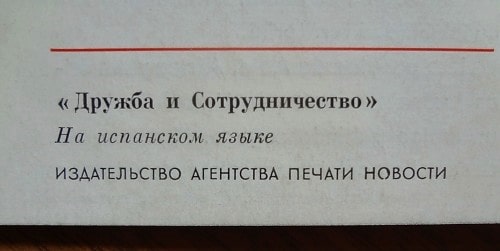 « Дружба и Сотрудничество»
На испанском языке
ИЗДАТЕЛЬСТВО АГЕНТСТВА ПЕЧАТИ НОВОСТИ